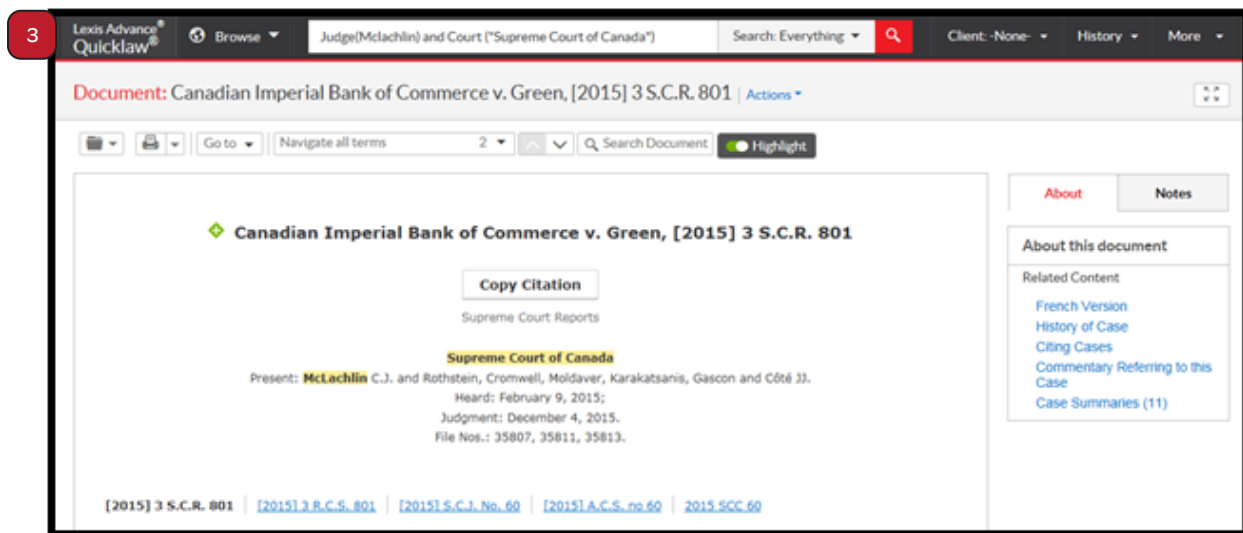 3
Lexis Advance®
Quicklaw®
Browse
Judge(Mclachlin) and Court ("Supreme Court of Canada")
Search: Everything
Client: -None-
History
More
Document: Canadian Imperial Bank of Commerce v. Green, [2015] 3 S.C.R. 801 | Actions
Go to
Navigate all terms
2
Search Document
Highlight
Canadian Imperial Bank of Commerce v. Green, [2015] 3 S.C.R. 801
Copy Citation
Supreme Court Reports
Supreme Court of Canada
Present: McLachlin C.J. and Rothstein, Cromwell, Moldaver, Karakatsanis, Gascon and Côté JJ.
Heard: February 9, 2015;
Judgment: December 4, 2015.
File Nos.: 35807, 35811, 35813.
[2015] 3 S.C.R. 801 | [2015] 3 R.C.S. 801 | [2015] S.C.J. No. 60 | [2015] A.C.S. no 60 | 2015 SCC 60
About
Notes
About this document
Related Content
French Version
History of Case
Citing Cases
Commentary Referring to this
Case
Case Summaries (11)